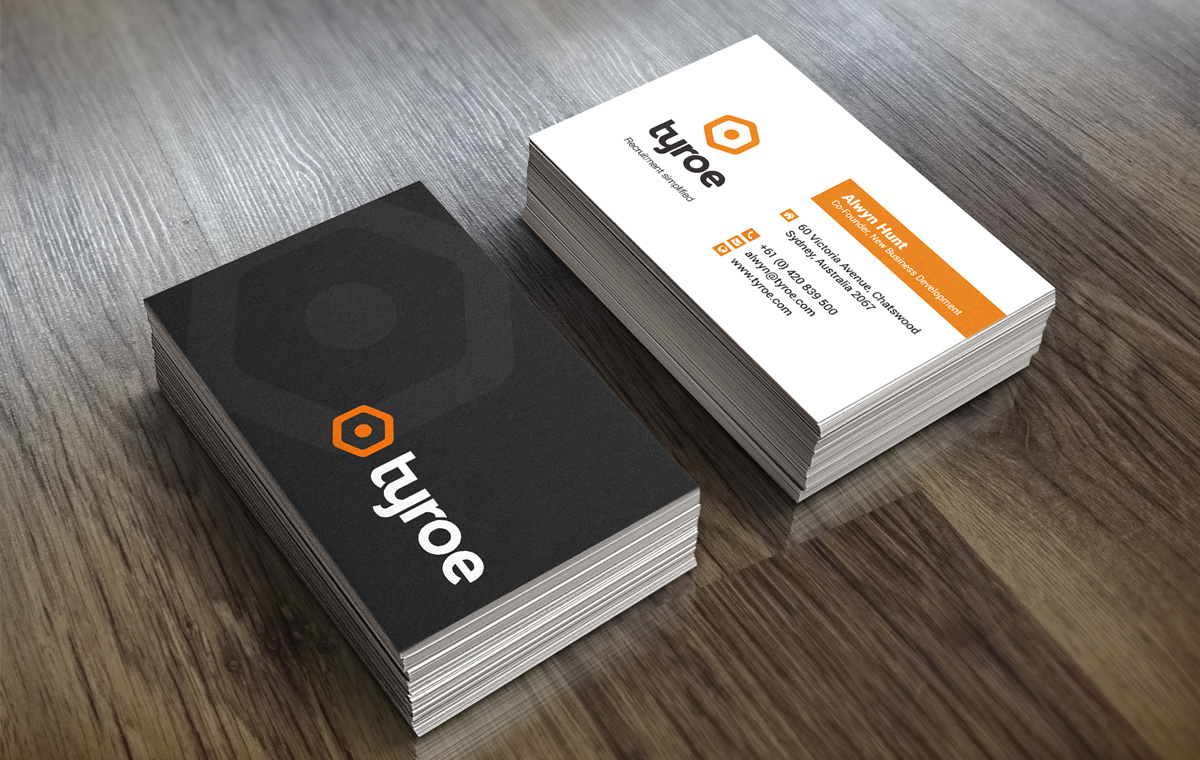 tyroe
tyroe
Recruitment simplified
Alwyn Hunt
Co-Founder, New Business Development
60 Victoria Avenue, Chatswood
Sydney, Australia 2057
+61 (0) 420 839 500
alwyn@tyroe.com
www.tyroe.com